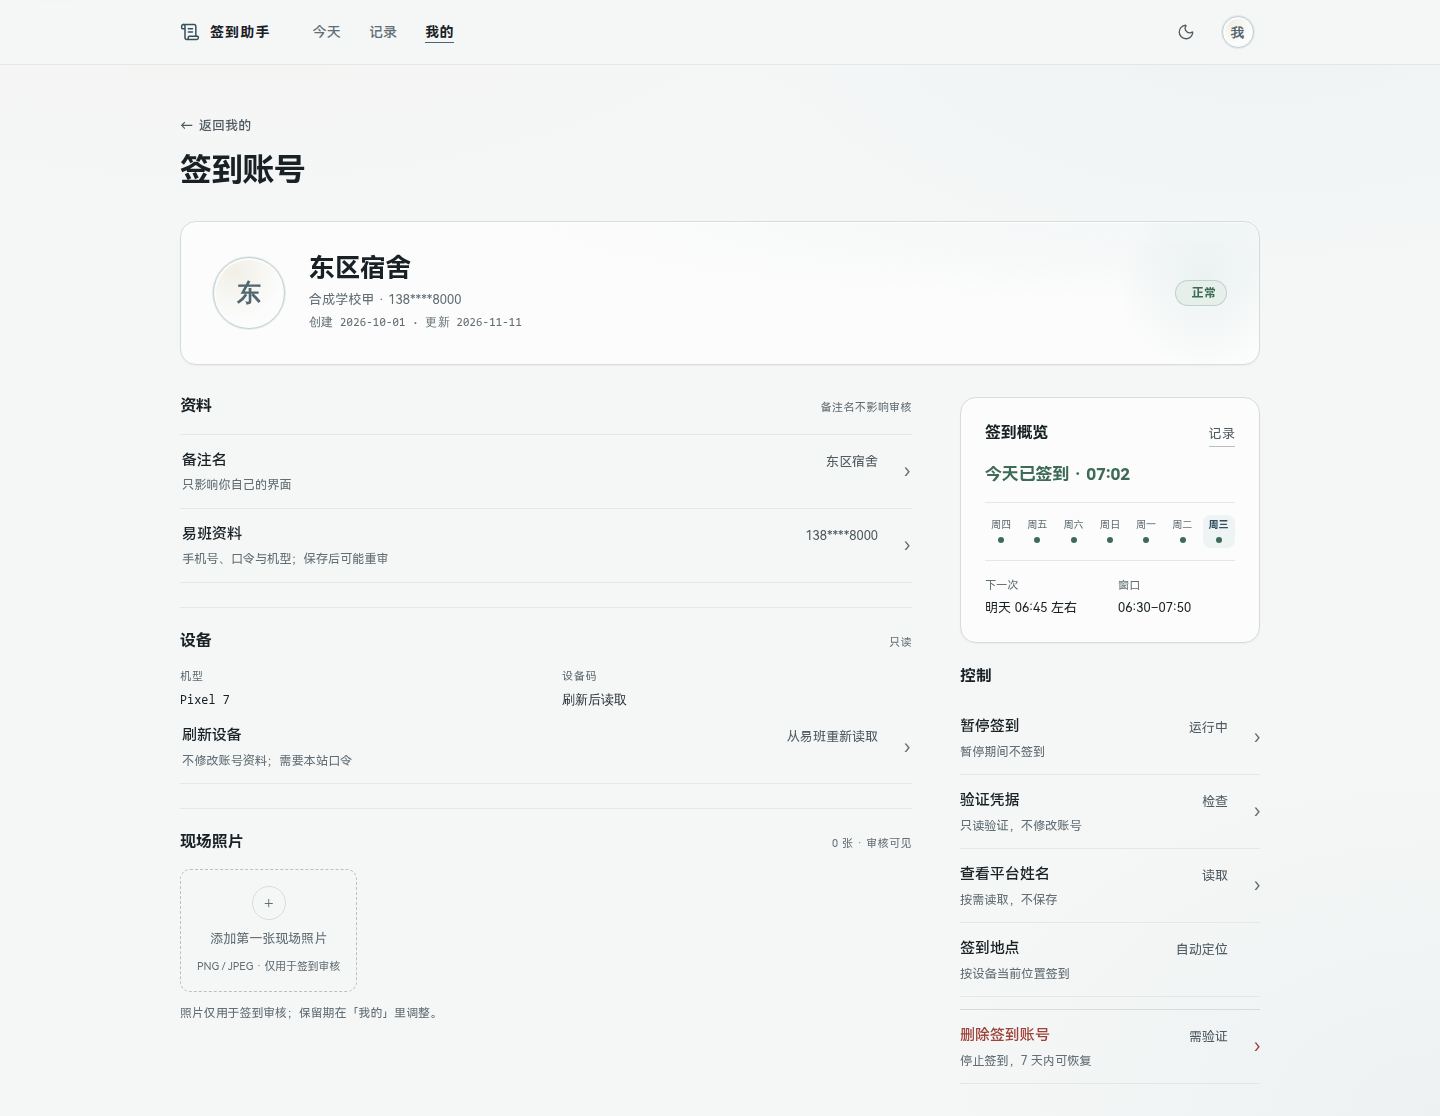 签到助手
今天
记录
我的
我
← 返回我的
签到账号
东
东区宿舍
合成学校甲 · 138****8000
创建 2026-10-01 · 更新 2026-11-11
正常
资料
备注名不影响审核
备注名
东区宿舍
只影响你自己的界面
易班资料
138****8000
手机号、口令与机型；保存后可能重审
设备
只读
机型
设备码
Pixel 7
刷新后读取
刷新设备
从易班重新读取
不修改账号资料；需要本站口令
现场照片
0 张 · 审核可见
+
添加第一张现场照片
PNG / JPEG · 仅用于签到审核
照片仅用于签到审核；保留期在「我的」里调整。
签到概览
记录
今天已签到 · 07:02
周四 周五 周六 周日 周一 周二 周三
下一次
窗口
明天 06:45 左右
06:30–07:50
控制
暂停签到
运行中
暂停期间不签到
验证凭据
检查
只读验证，不修改账号
查看平台姓名
读取
按需读取，不保存
签到地点
自动定位
按设备当前位置签到
删除签到账号
需验证
停止签到，7 天内可恢复